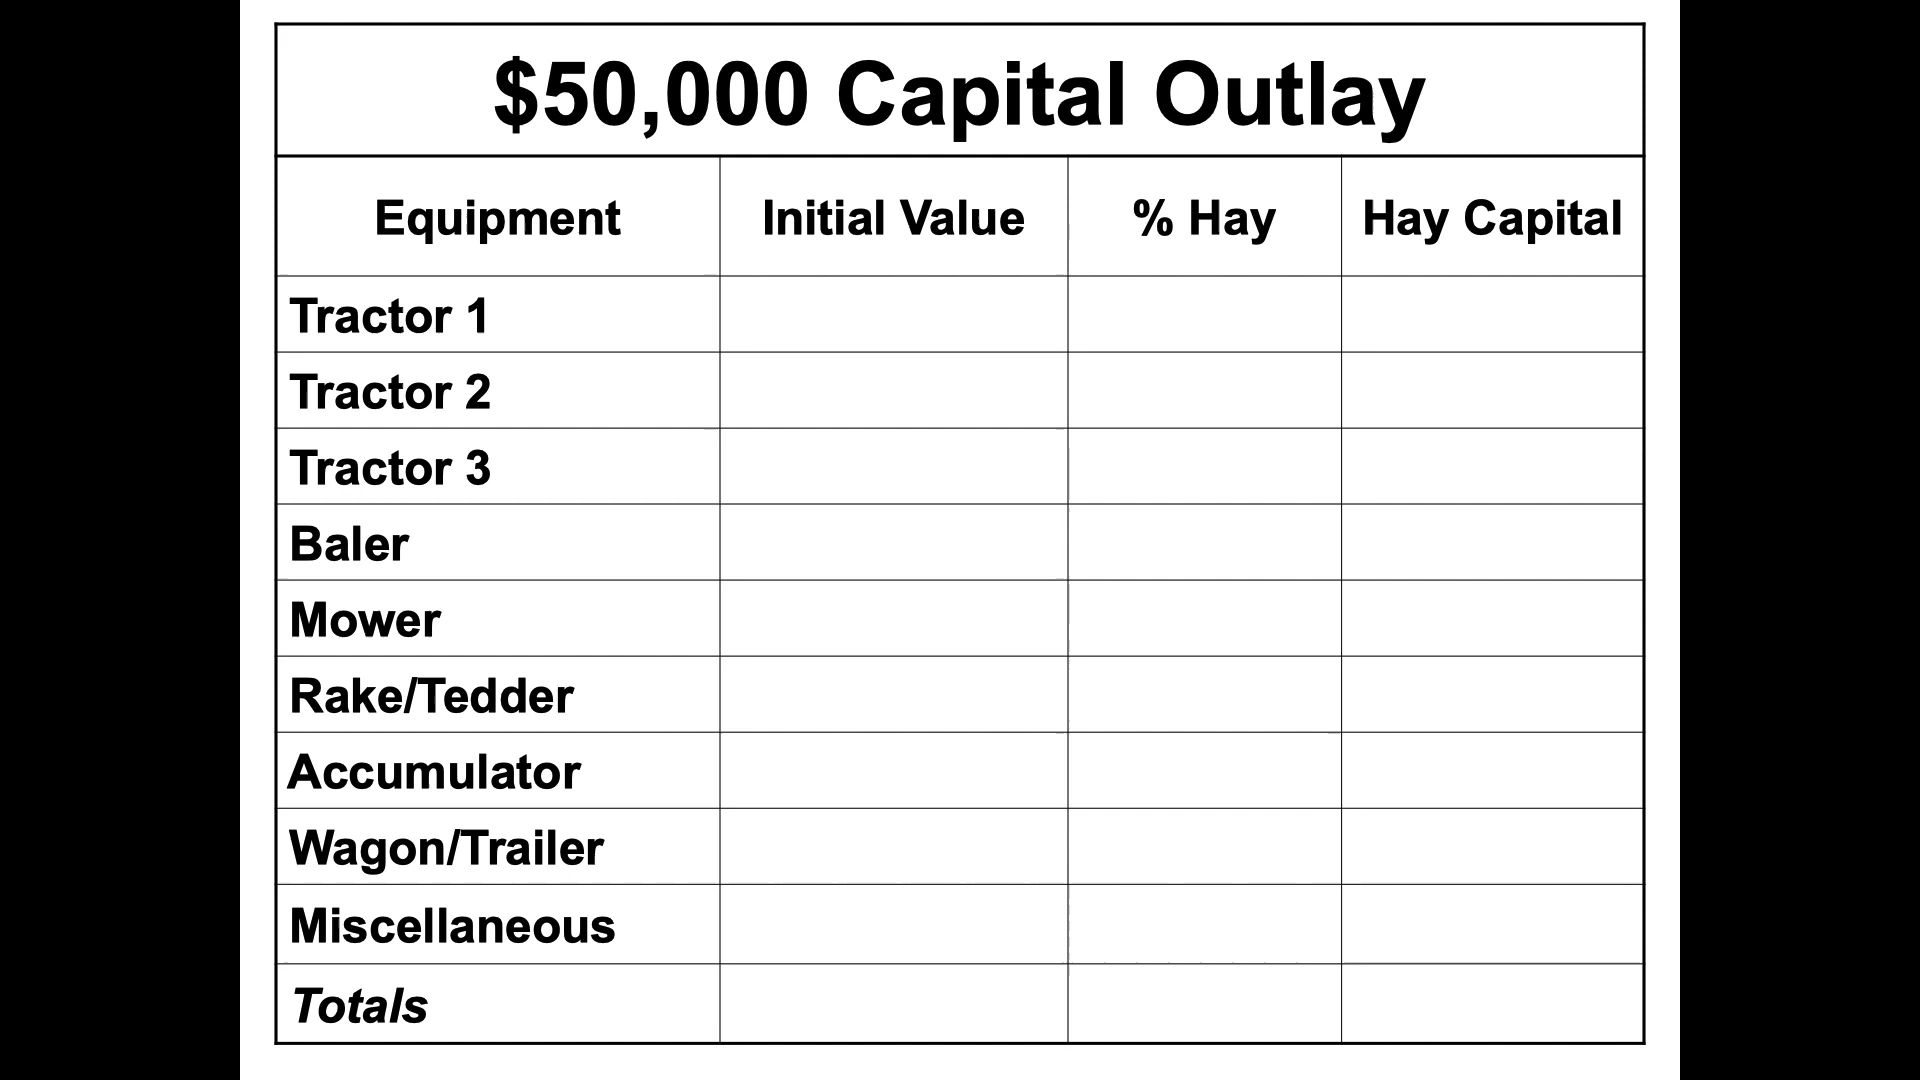 $50,000 Capital Outlay
Equipment Initial Value % Hay Hay Capital
Tractor 1
Tractor 2
Tractor 3
Baler
Mower
Rake/Tedder
Accumulator
Wagon/Trailer
Miscellaneous
Totals